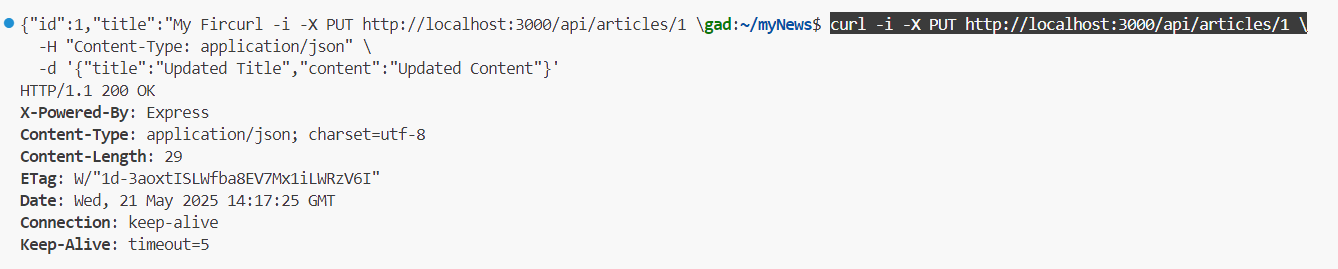 {"id":1,"title":"My Fircurl -i -X PUT http://localhost:3000/api/articles/1 \gad:~/myNews$ curl -i -X PUT http://localhost:3000/api/articles/1 \
-H "Content-Type: application/json" \
-d '{"title":"Updated Title","content":"Updated Content"}'
HTTP/1.1 200 OK
X-Powered-By: Express
Content-Type: application/json; charset=utf-8
Content-Length: 29
ETag: W/"1d-3aoxtISLWfba8EV7Mx1iLWRzV6I"
Date: Wed, 21 May 2025 14:17:25 GMT
Connection: keep-alive
Keep-Alive: timeout=5